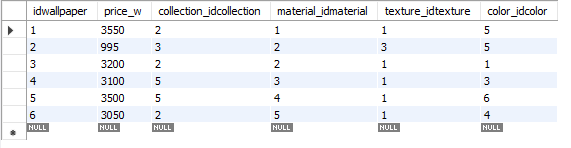 idwallpaper price_w collection_idcollection material_idmaterial texture_idtexture color_idcolor
1 3550 2 1 1 5
2 995 3 2 3 5
3 3200 2 2 1 1
4 3100 5 3 1 3
5 3500 5 4 1 6
6 3050 2 5 1 4
NULL NULL NULL NULL NULL NULL